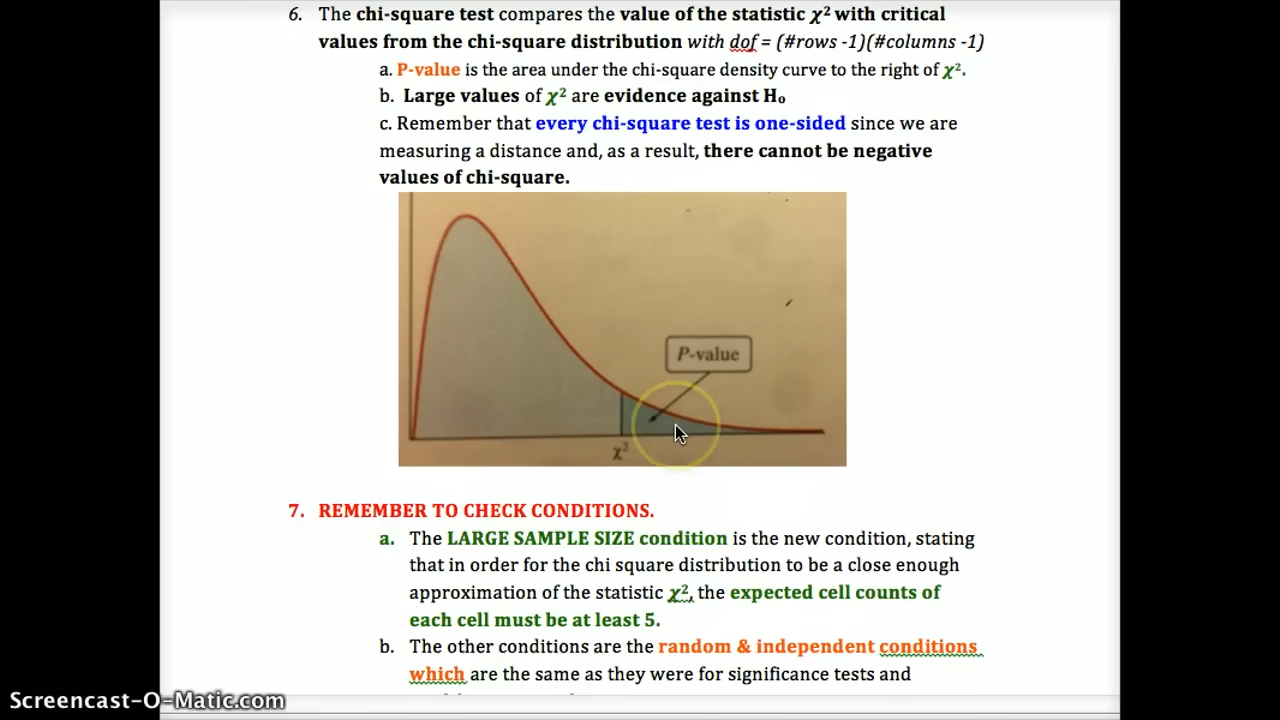 6. The chi-square test compares the value of the statistic χ² with critical
values from the chi-square distribution with dof = (#rows -1)(#columns -1)
a. P-value is the area under the chi-square density curve to the right of χ².
b. Large values of χ² are evidence against Hₒ
c. Remember that every chi-square test is one-sided since we are
measuring a distance and, as a result, there cannot be negative
values of chi-square.
P-value
χ²
7. REMEMBER TO CHECK CONDITIONS.
a. The LARGE SAMPLE SIZE condition is the new condition, stating
that in order for the chi square distribution to be a close enough
approximation of the statistic χ², the expected cell counts of
each cell must be at least 5.
b. The other conditions are the random & independent conditions
which are the same as they were for significance tests and
Screencast-O-Matic.com